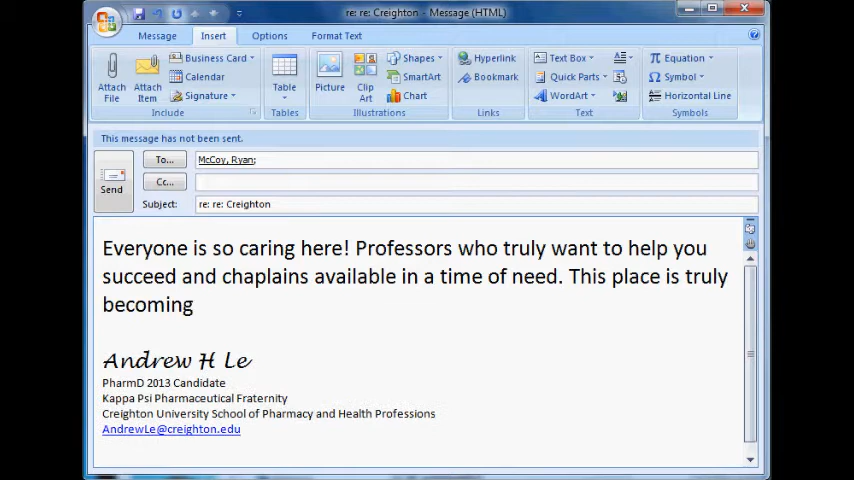 re: re: Creighton - Message (HTML)
Message Insert Options Format Text
Attach File
Attach Item
Business Card
Calendar
Signature
Include
Table
Tables
Picture
Clip Art
Shapes
SmartArt
Chart
Illustrations
Hyperlink
Bookmark
Links
Text Box
Quick Parts
WordArt
Text
Equation
Symbol
Horizontal Line
Symbols
This message has not been sent.
Send
To... McCoy, Ryan;
Cc...
Subject: re: re: Creighton
Everyone is so caring here! Professors who truly want to help you
succeed and chaplains available in a time of need. This place is truly
becoming
Andrew H Le
PharmD 2013 Candidate
Kappa Psi Pharmaceutical Fraternity
Creighton University School of Pharmacy and Health Professions
AndrewLe@creighton.edu